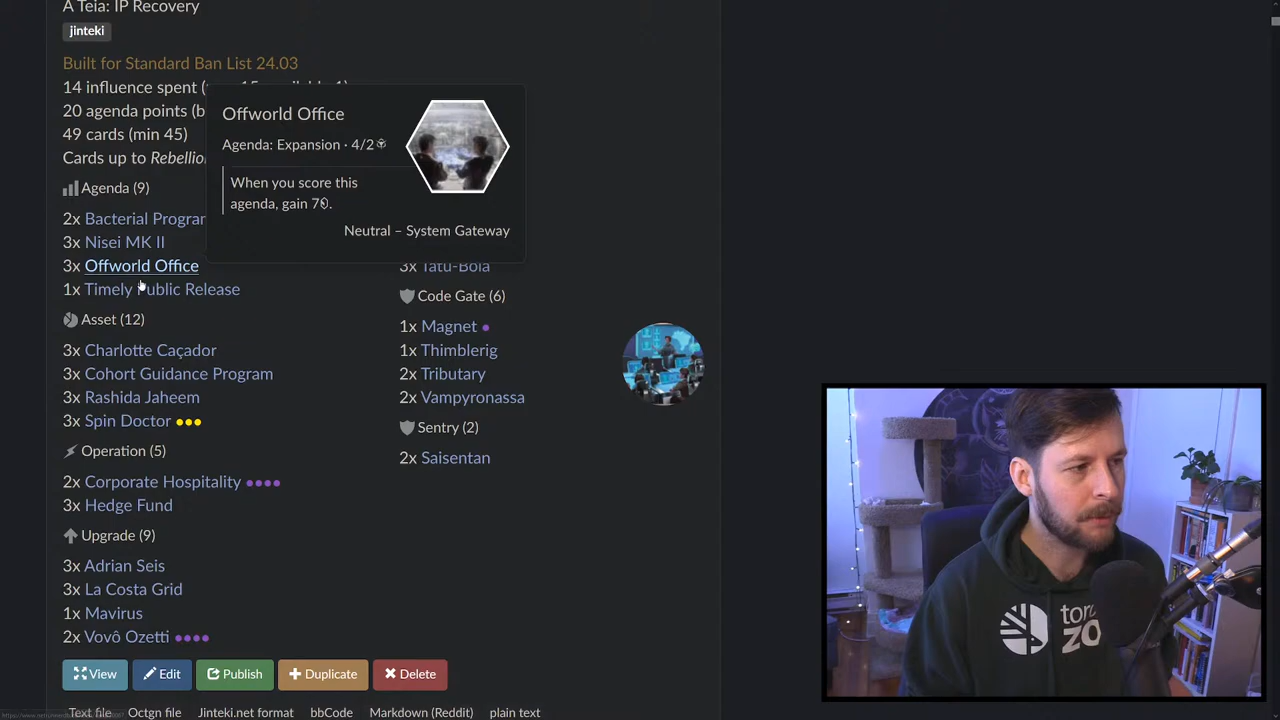 A Teia: IP Recovery
jinteki
Built for Standard Ban List 24.03
14 influence spent (
20 agenda points (b
49 cards (min 45)
Cards up to Rebellio
Offworld Office
Agenda: Expansion · 4/2
When you score this
agenda, gain 7
Neutral – System Gateway
Agenda (9)
2x Bacterial Program
3x Nisei MK II
3x Offworld Office
1x Timely Public Release
Asset (12)
3x Charlotte Caçador
3x Cohort Guidance Program
3x Rashida Jaheem
3x Spin Doctor
Operation (5)
2x Corporate Hospitality
3x Hedge Fund
Upgrade (9)
3x Adrian Seis
3x La Costa Grid
1x Mavirus
2x Vovô Ozetti
3x Tatu-Bola
Code Gate (6)
1x Magnet
1x Thimblerig
2x Tributary
2x Vampyronassa
Sentry (2)
2x Saisentan
View
Edit
Publish
Duplicate
Delete
Text file
Octgn file
Jinteki.net format
bbCode
Markdown (Reddit)
plain text
ZO